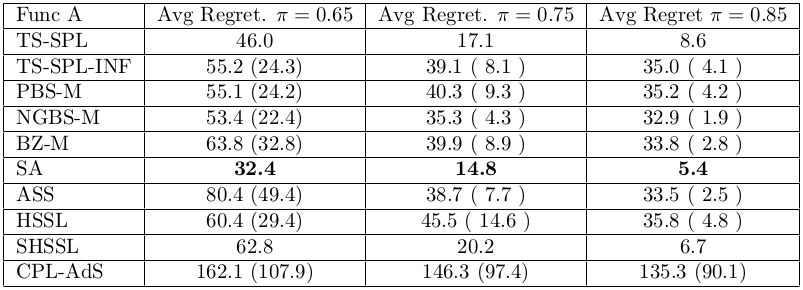 Func A Avg Regret. π = 0.65 Avg Regret. π = 0.75 Avg Regret π = 0.85
TS-SPL 46.0 17.1 8.6
TS-SPL-INF 55.2 (24.3) 39.1 ( 8.1 ) 35.0 ( 4.1 )
PBS-M 55.1 (24.2) 40.3 ( 9.3 ) 35.2 ( 4.2 )
NGBS-M 53.4 (22.4) 35.3 ( 4.3 ) 32.9 ( 1.9 )
BZ-M 63.8 (32.8) 39.9 ( 8.9 ) 33.8 ( 2.8 )
SA 32.4 14.8 5.4
ASS 80.4 (49.4) 38.7 ( 7.7 ) 33.5 ( 2.5 )
HSSL 60.4 (29.4) 45.5 ( 14.6 ) 35.8 ( 4.8 )
SHSSL 62.8 20.2 6.7
CPL-AdS 162.1 (107.9) 146.3 (97.4) 135.3 (90.1)